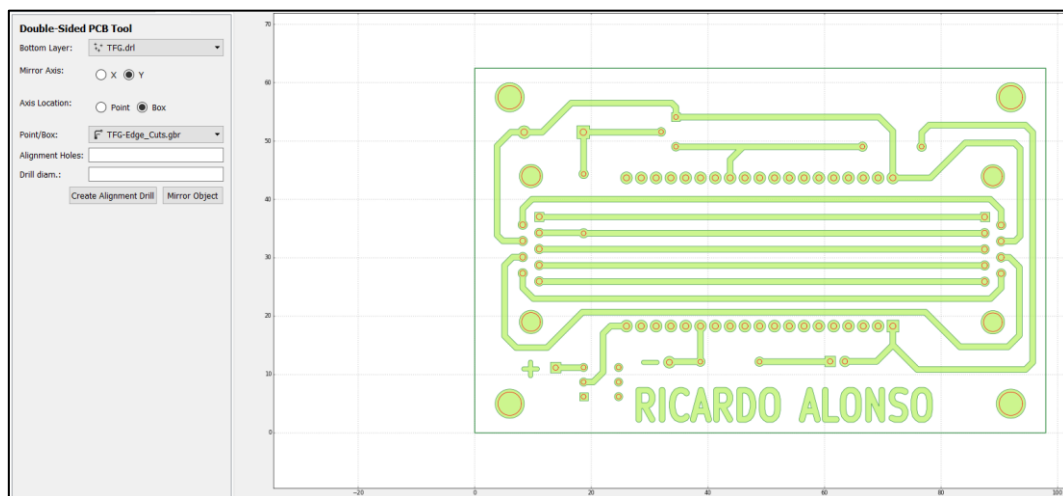 Double-Sided PCB Tool
Bottom Layer: TFG.drl
Mirror Axis: X Y
Axis Location: Point Box
Point/Box: TFG-Edge_Cuts.gbr
Alignment Holes:
Drill diam.:
Create Alignment Drill Mirror Object
70
60
50
40
30
20
10
0
+ −
RICARDO ALONSO
−20 0 20 40 60 80 100